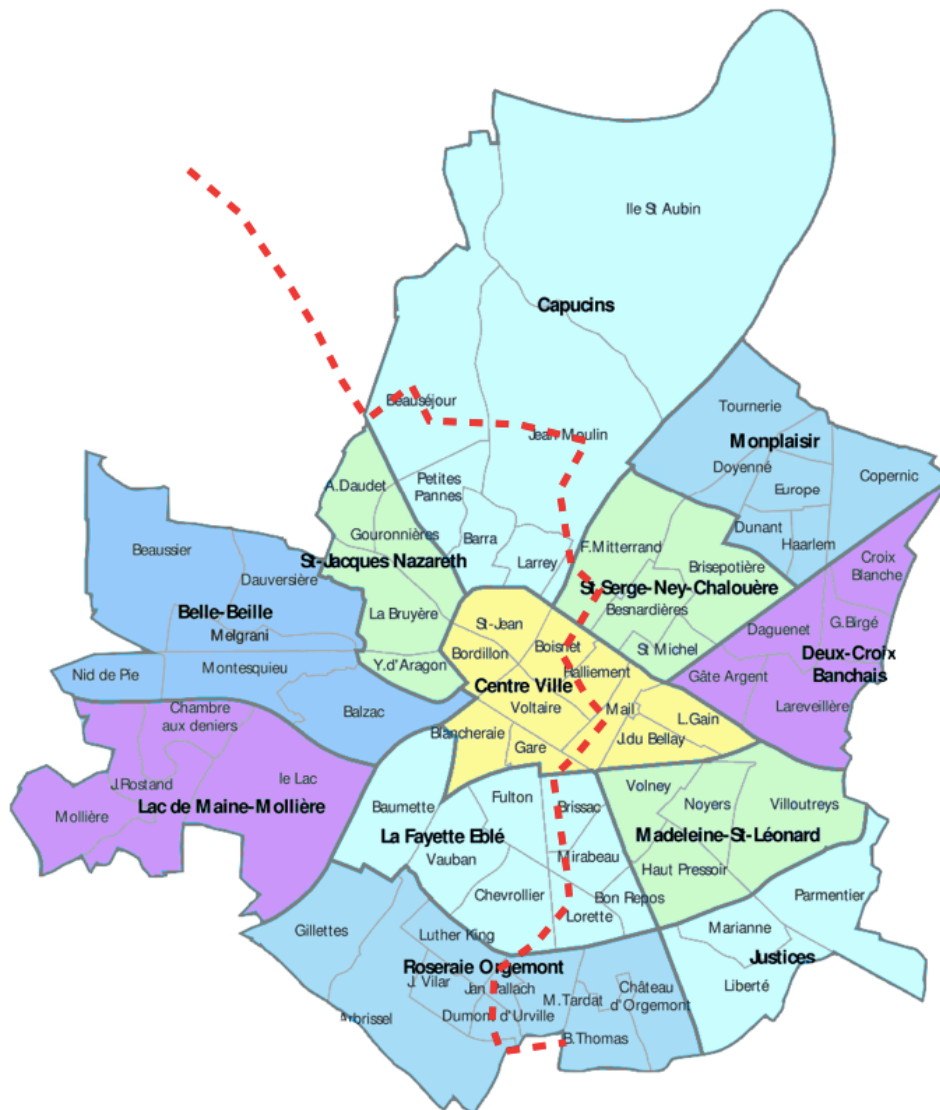 Ile St Aubin
Capucins
Beauséjour
Jean Moulin
Tournerie
Monplaisir
Doyenné
Copernic
Europe
Dunant
Haarlem
A.Daudet
Petites
Pannes
Gouronnières
Barra
Larrey
St-Jacques Nazareth
F.Mitterrand
Brisepotière
St Serge-Ney-Chalouère
Besnardières
St Michel
Croix
Blanche
Daguenet
G.Birgé
Deux-Croix
Banchais
Gâte Argent
Lareveillère
Beaussier
Dauversière
Belle-Beille
Melgrani
La Bruyère
Nid de Pie
Montesquieu
Y.d'Aragon
Balzac
St-Jean
Bordillon
Boisnet
Halliement
Centre Ville
Voltaire
Mail
L.Gain
J.du Bellay
Blancheraie
Gare
Chambre
aux deniers
le Lac
J.Rostand
Lac de Maine-Mollière
Mollière
Baumette
Fulton
Brissac
La Fayette Eblé
Vauban
Mirabeau
Chevrollier
Bon Repos
Lorette
Volney
Noyers
Villoutreys
Madeleine-St-Léonard
Haut Pressoir
Parmentier
Marianne
Justices
Liberté
Gillettes
Luther King
Roseraie Orgemont
J. Vilar
Jan Pallach
Arbrissel
Dumont d'Urville
M.Tardat
Château
d'Orgemont
B.Thomas